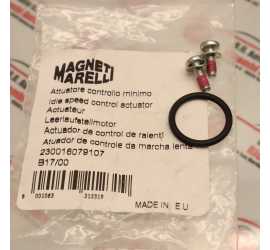 MAGNETI
MARELLI
Attuatore controllo minimo
Idle speed control actuator
Actuateur
Leerlaufstellmotor
Actuador de control de ralenti
Atuador de controle da marcha lenta
230016079107
B17/00
MADE IN E U